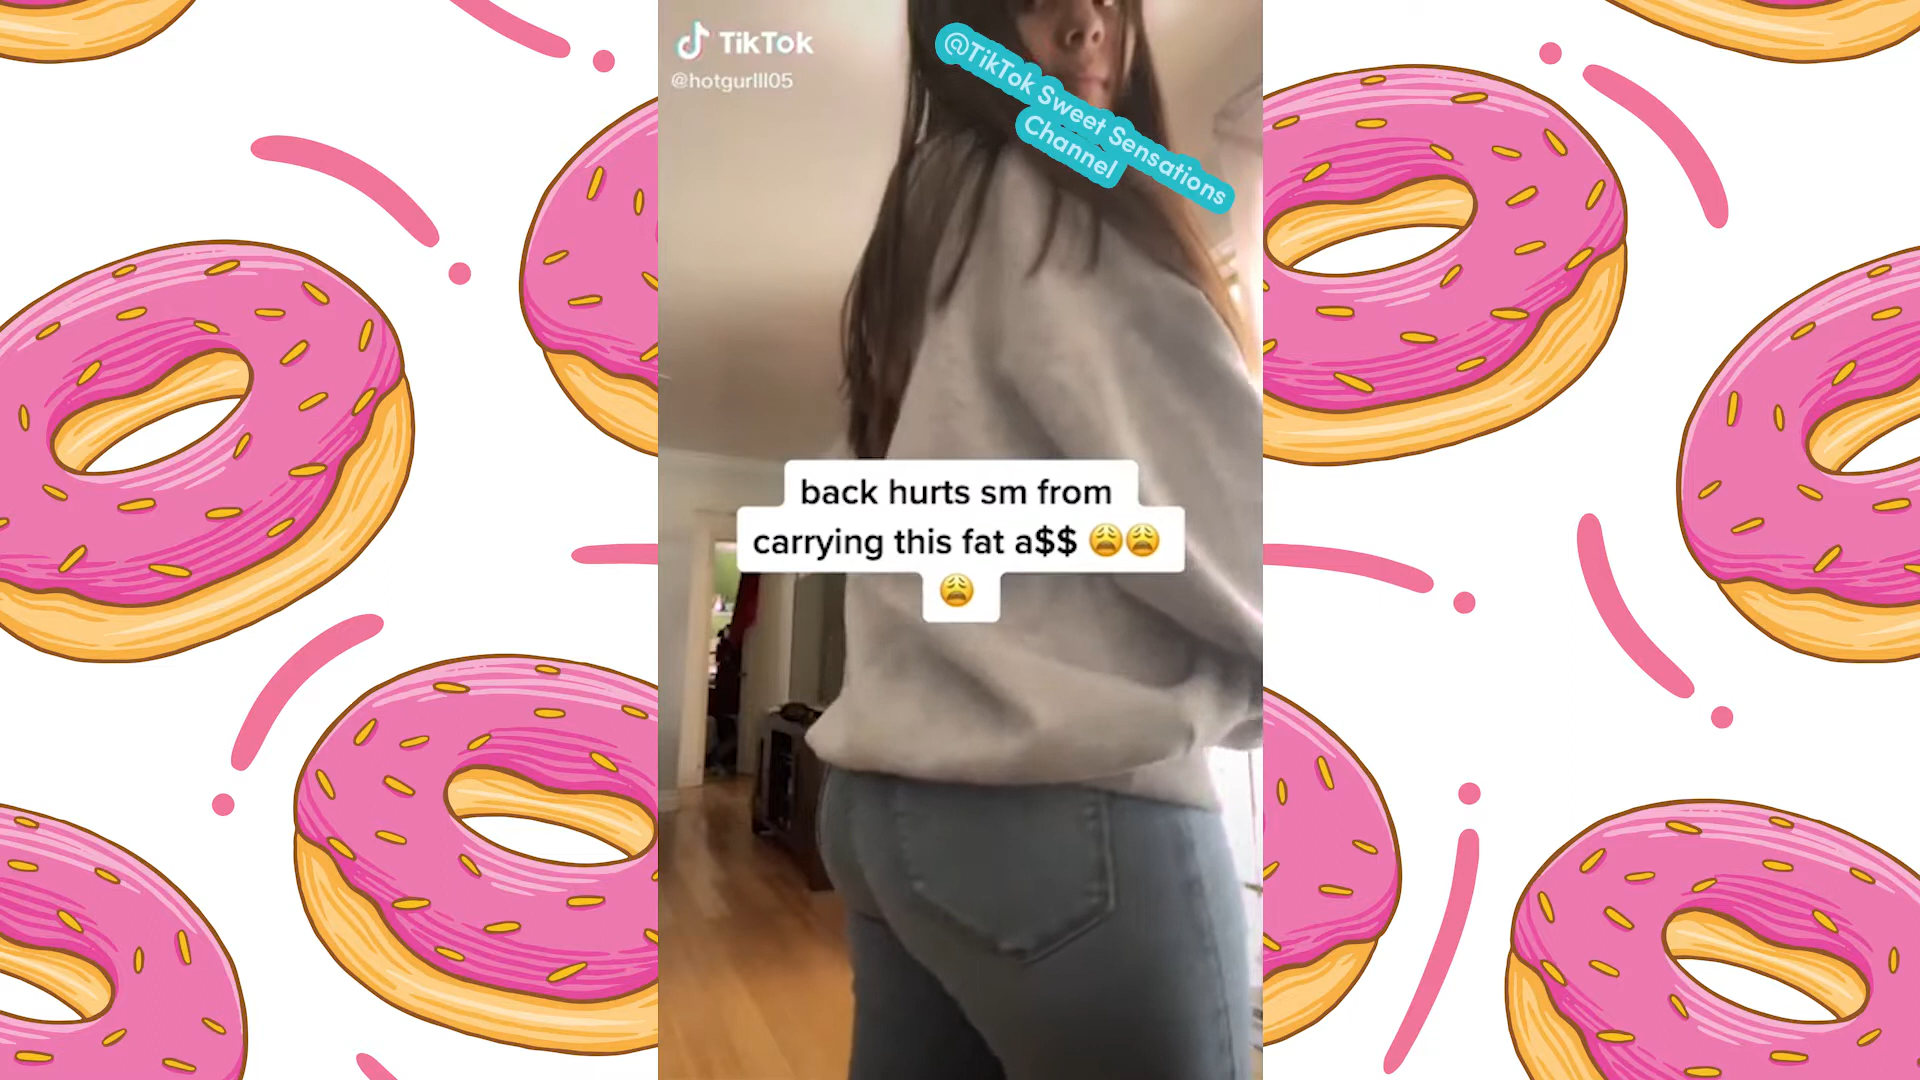 TikTok
@hotgurlll05
@TikTok Sweet Sensations
Channel
back hurts sm from
carrying this fat a$$ 😩😩
😩